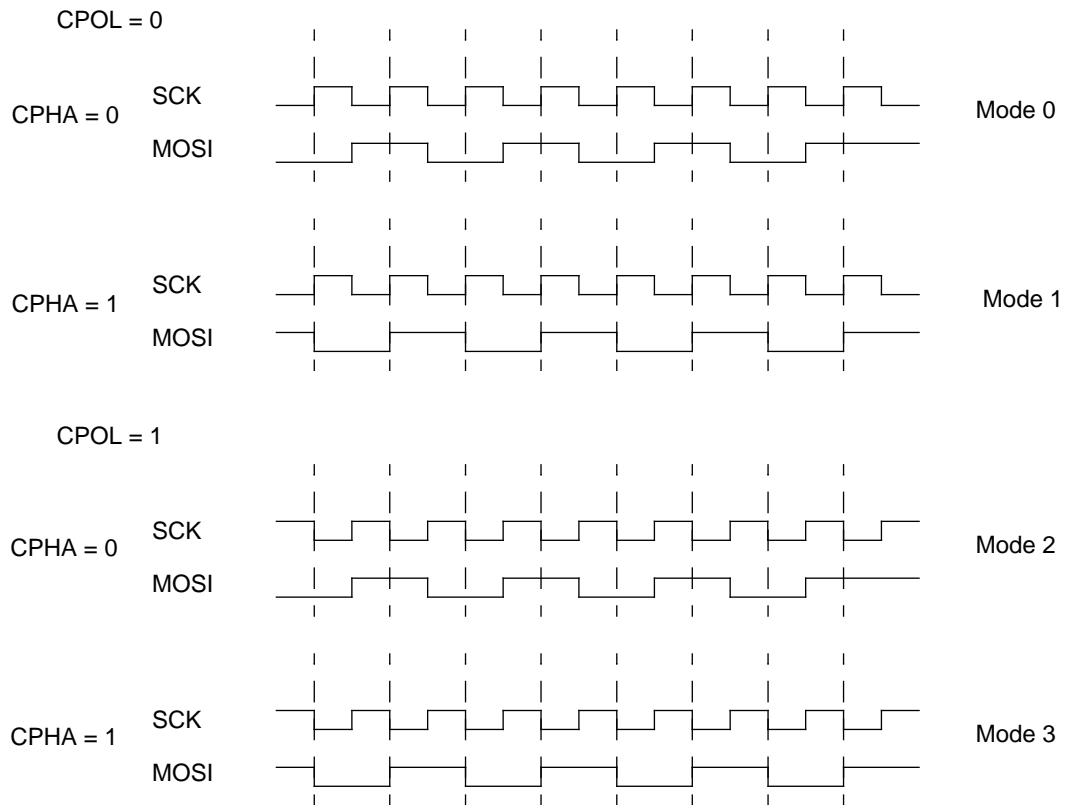 CPOL = 0
SCK
CPHA = 0
Mode 0
MOSI
SCK
CPHA = 1
Mode 1
MOSI
CPOL = 1
SCK
CPHA = 0
Mode 2
MOSI
SCK
CPHA = 1
Mode 3
MOSI